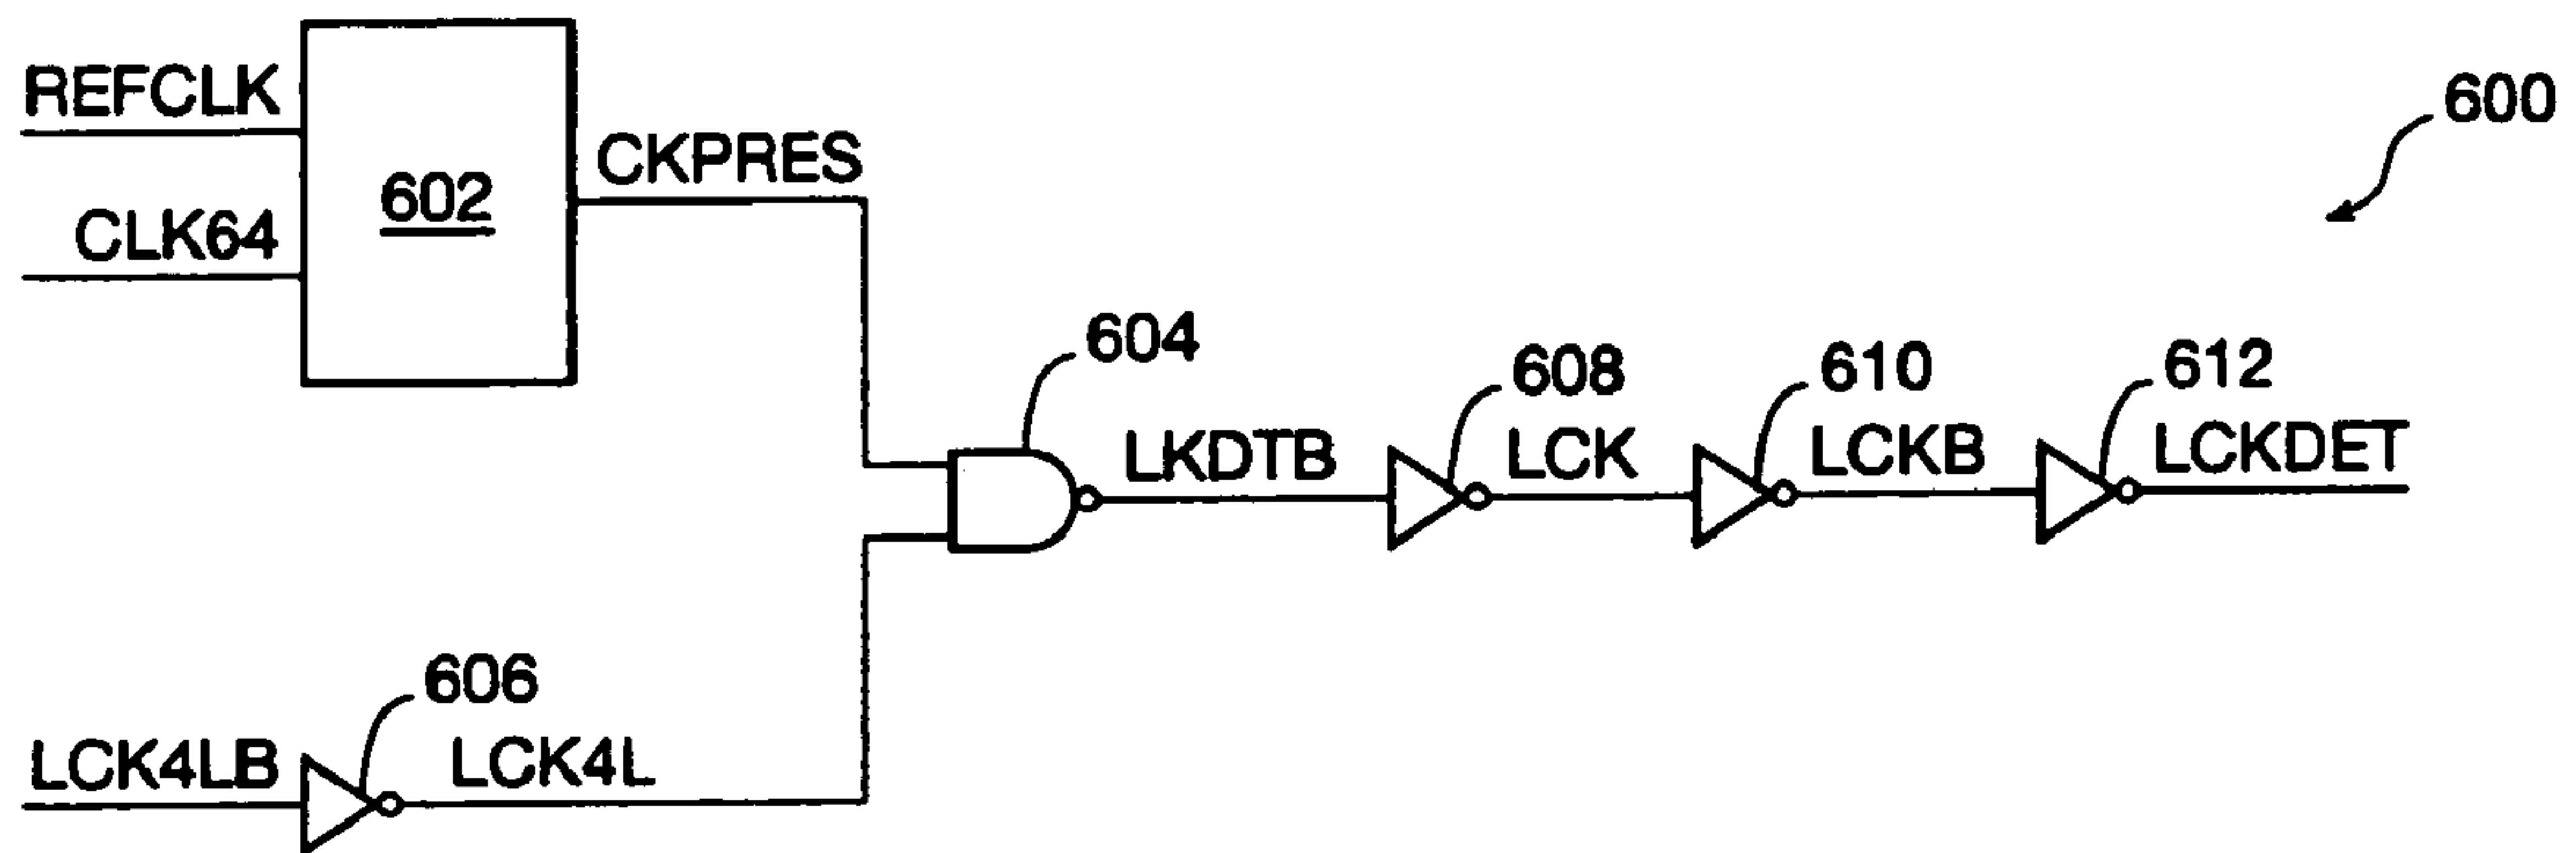 REFCLK
CLK64
602
CKPRES
600
604
LKDTB
608
LCK
610
LCKB
612
LCKDET
606
LCK4LB
LCK4L